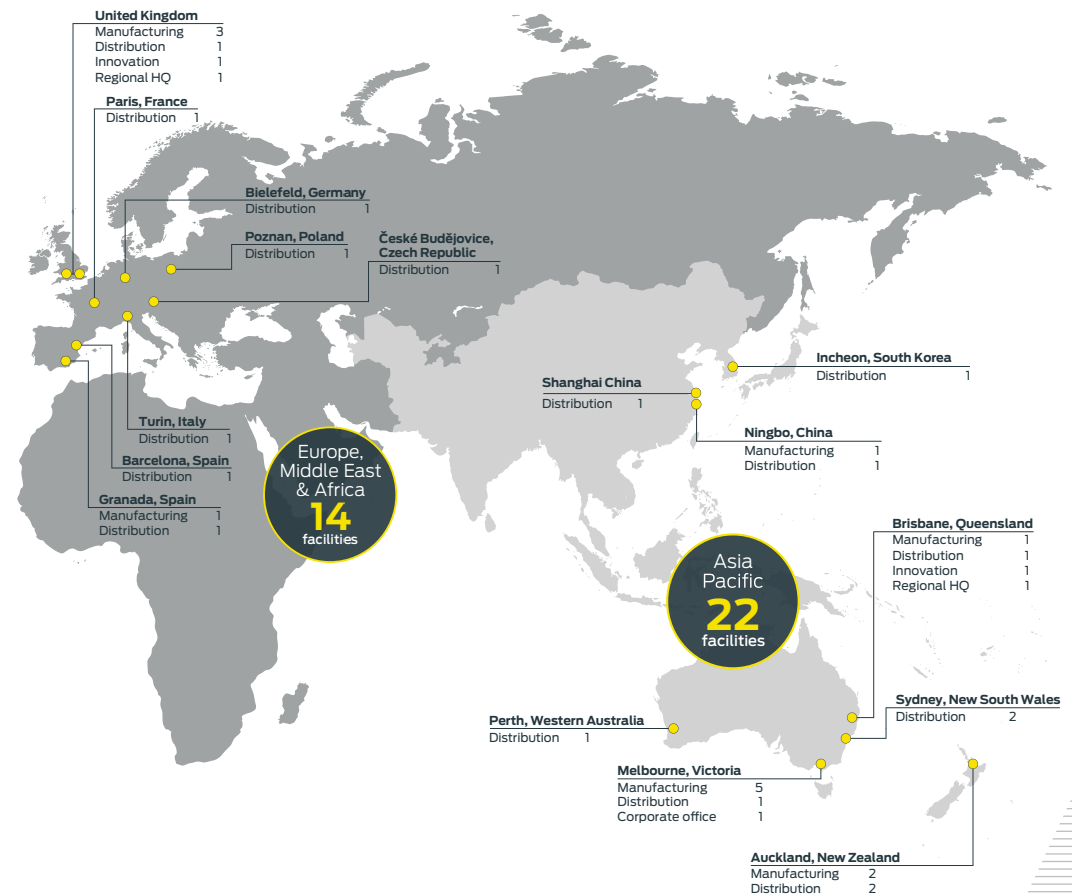 United Kingdom
Manufacturing 3
Distribution 1
Innovation 1
Regional HQ 1
Paris, France
Distribution 1
Bielefeld, Germany
Distribution 1
Poznan, Poland
Distribution 1
České Budějovice,
Czech Republic
Distribution 1
Turin, Italy
Distribution 1
Barcelona, Spain
Distribution 1
Granada, Spain
Manufacturing 1
Distribution 1
Europe,
Middle East
& Africa
14
facilities
Incheon, South Korea
Distribution 1
Shanghai China
Distribution 1
Ningbo, China
Manufacturing 1
Distribution 1
Asia
Pacific
22
facilities
Brisbane, Queensland
Manufacturing 1
Distribution 1
Innovation 1
Regional HQ 1
Sydney, New South Wales
Distribution 2
Perth, Western Australia
Distribution 1
Melbourne, Victoria
Manufacturing 5
Distribution 1
Corporate office 1
Auckland, New Zealand
Manufacturing 2
Distribution 2